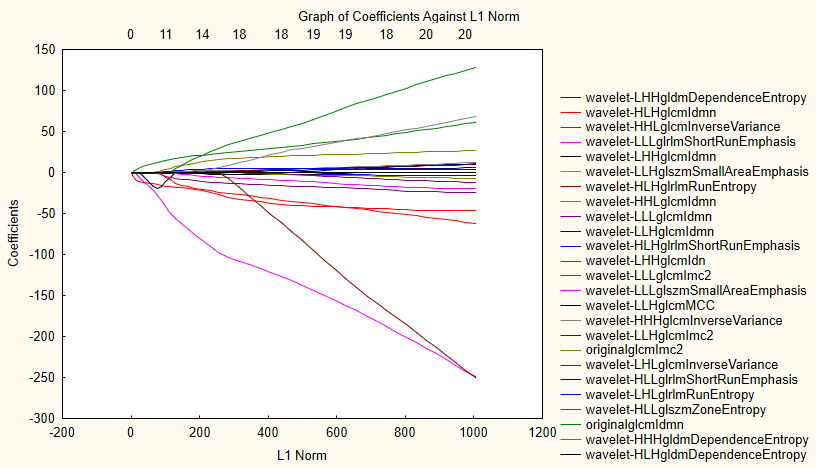 Graph of Coefficients Against L1 Norm
0 11 14 18 18 19 19 18 20 20
150
100
50
0
-50
-100
-150
-200
-250
-300
Coefficients
-200 0 200 400 600 800 1000 1200
L1 Norm
wavelet-LHHgldmDependenceEntropy
wavelet-HLHglcmIdmn
wavelet-HHLglcmInverseVariance
wavelet-LLLglrlmShortRunEmphasis
wavelet-LHHglcmIdmn
wavelet-LLHglszmSmallAreaEmphasis
wavelet-HLHglrlmRunEntropy
wavelet-HHLglcmIdmn
wavelet-LLLglcmIdmn
wavelet-LLHglcmIdmn
wavelet-HLHglrlmShortRunEmphasis
wavelet-LHHglcmIdn
wavelet-LLLglcmImc2
wavelet-LLLglszmSmallAreaEmphasis
wavelet-LLHglcmMCC
wavelet-HHHglcmInverseVariance
wavelet-LLHglcmImc2
originalglcmImc2
wavelet-LHLglcmInverseVariance
wavelet-HLLglrlmShortRunEmphasis
wavelet-LHLglrlmRunEntropy
wavelet-HLLglszmZoneEntropy
originalglcmIdmn
wavelet-HHHgldmDependenceEntropy
wavelet-HLHgldmDependenceEntropy